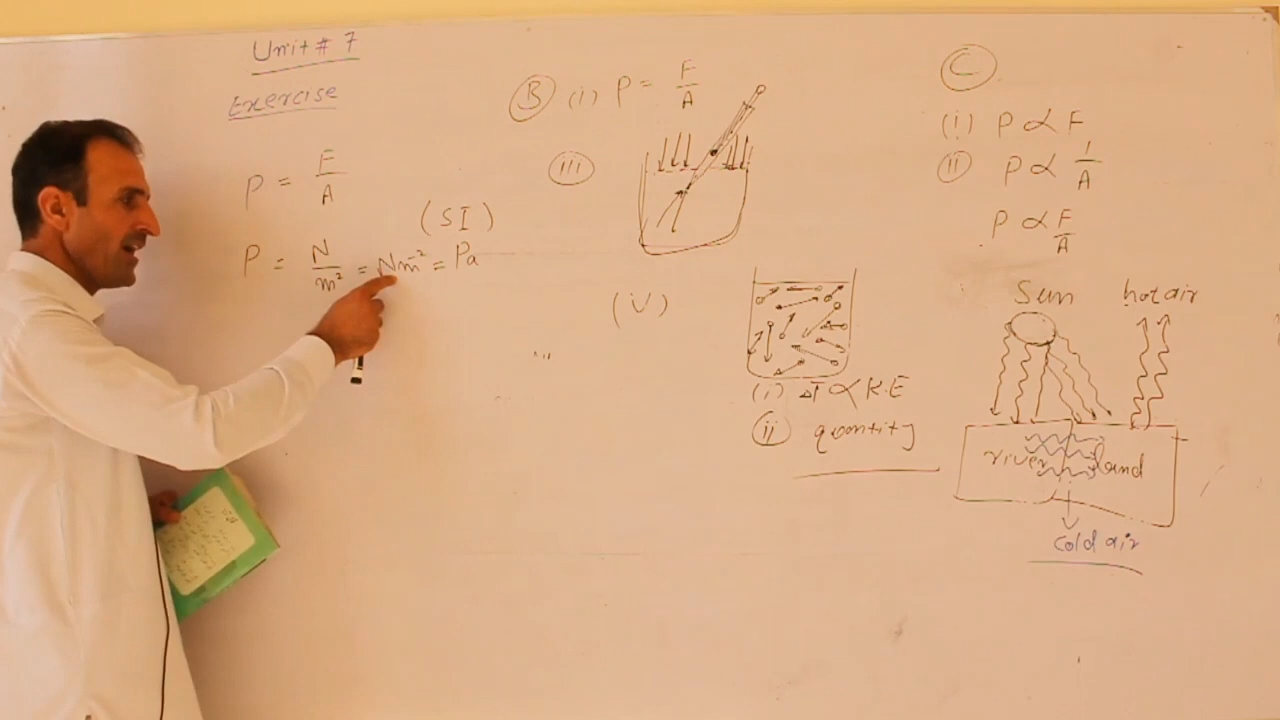 Unit # 7
Exercise
P = F/A
(SI)
P = N/m² = Nm⁻² = Pa
B (i) P = F/A
iii
(V)
(i) ΔT ∝ K.E
ii quantity
C
(i) P ∝ F
ii P ∝ 1/A
P ∝ F/A
Sun hot air
river land
cold air